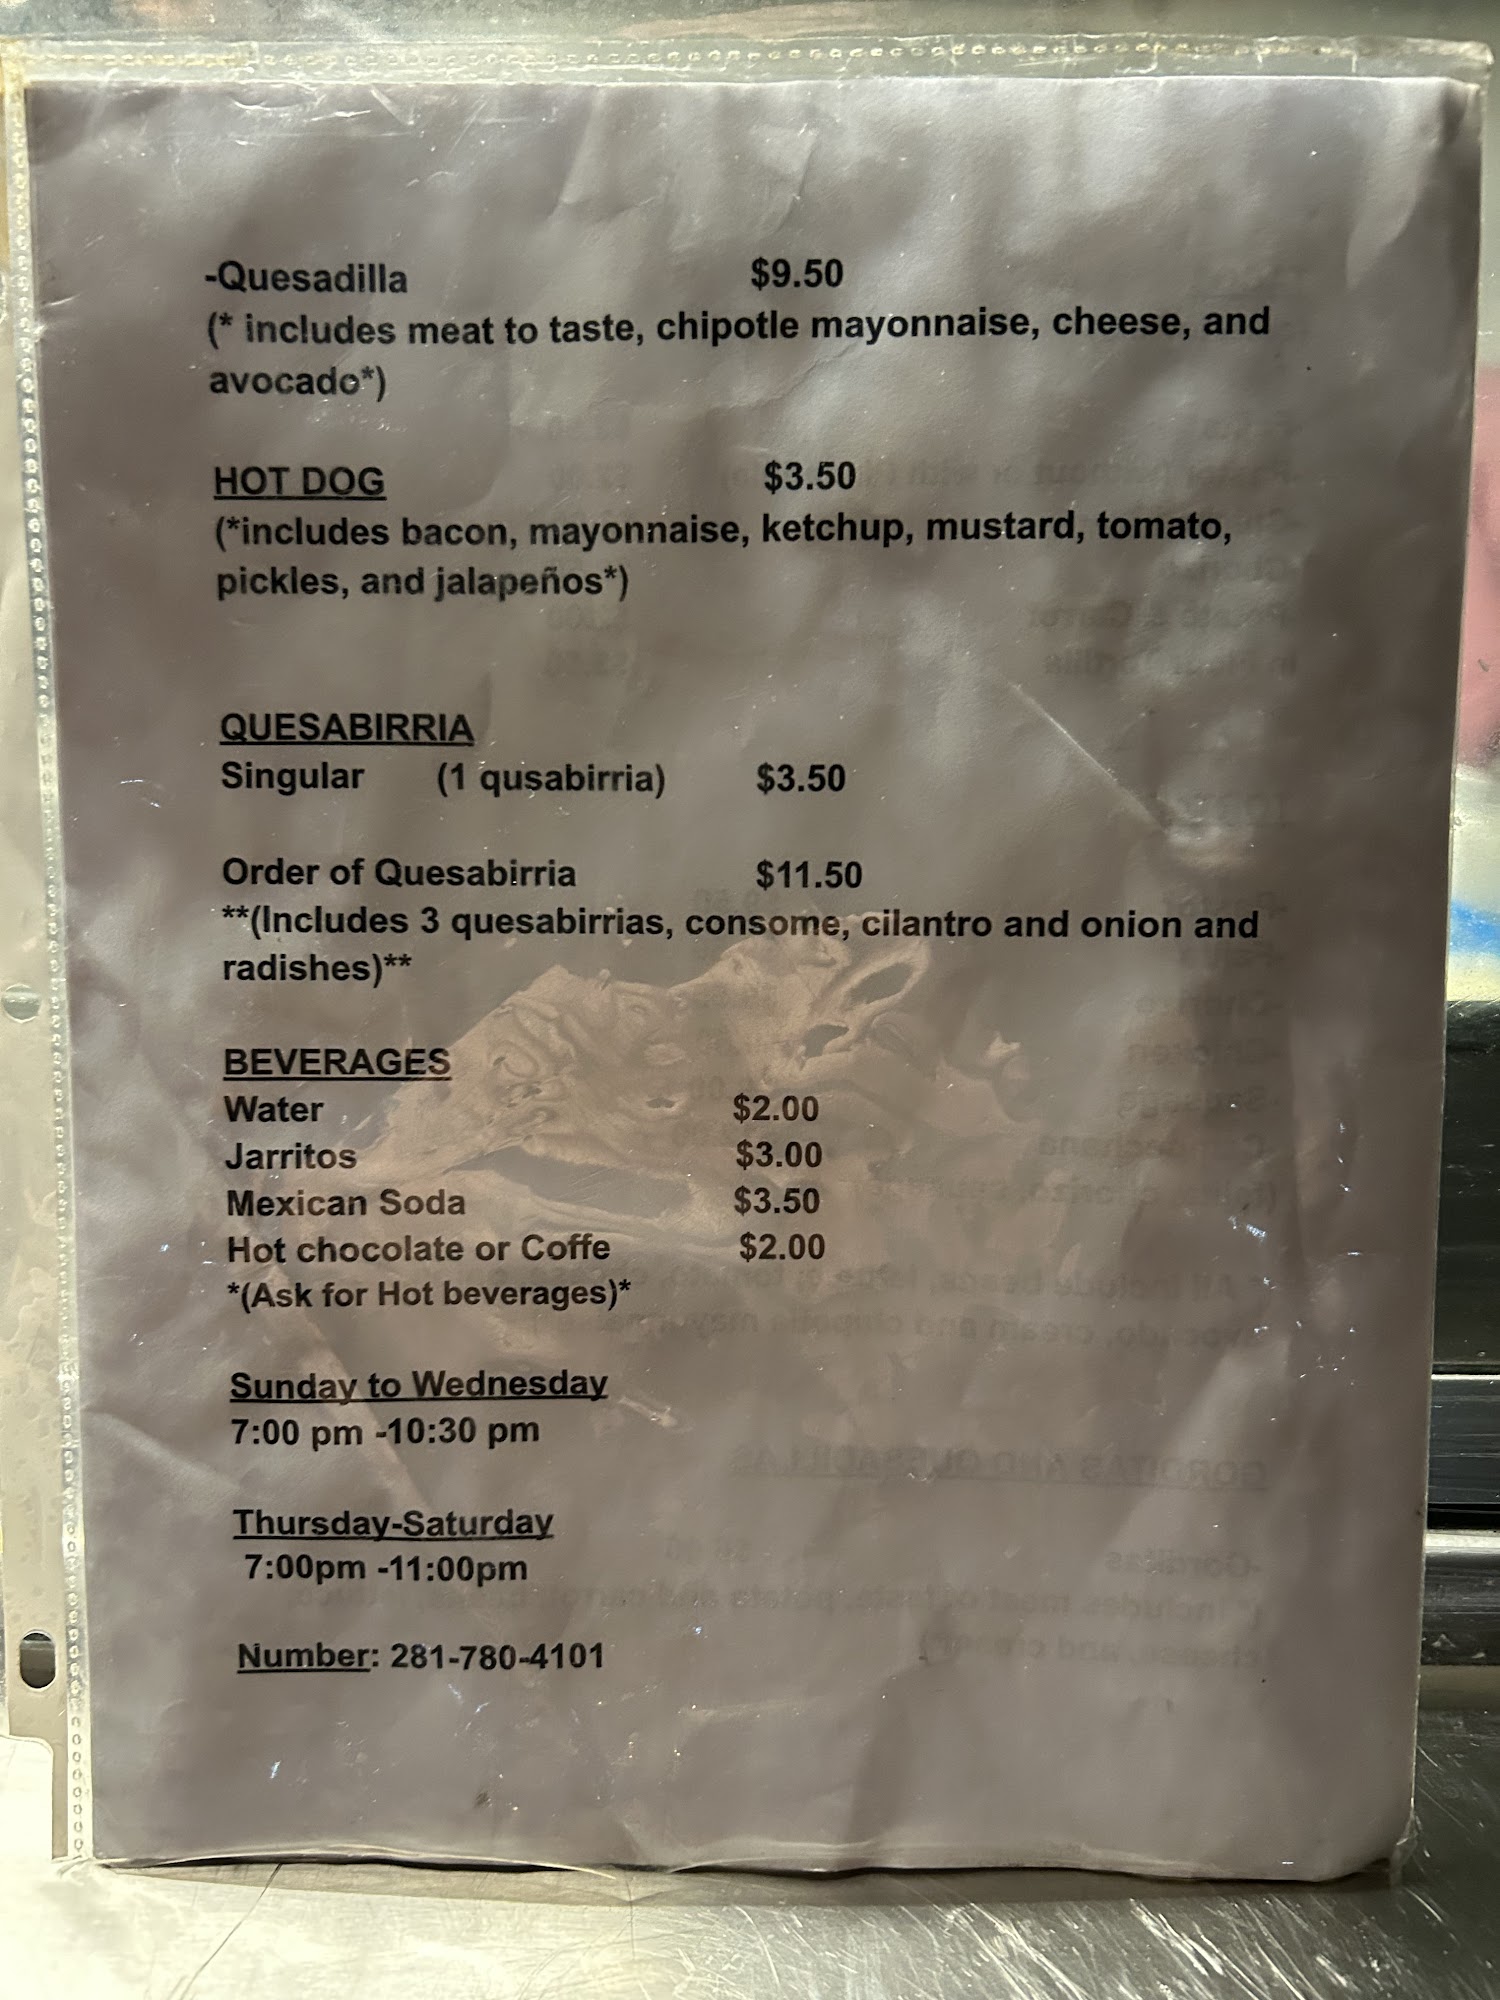 -Quesadilla $9.50
(* includes meat to taste, chipotle mayonnaise, cheese, and
avocado*)
HOT DOG $3.50
(*includes bacon, mayonnaise, ketchup, mustard, tomato,
pickles, and jalapeños*)
QUESABIRRIA
Singular (1 qusabirria) $3.50
Order of Quesabirria $11.50
**(Includes 3 quesabirrias, consome, cilantro and onion and
radishes)**
BEVERAGES
Water $2.00
Jarritos $3.00
Mexican Soda $3.50
Hot chocolate or Coffe $2.00
*(Ask for Hot beverages)*
Sunday to Wednesday
7:00 pm -10:30 pm
Thursday-Saturday
7:00pm -11:00pm
Number: 281-780-4101